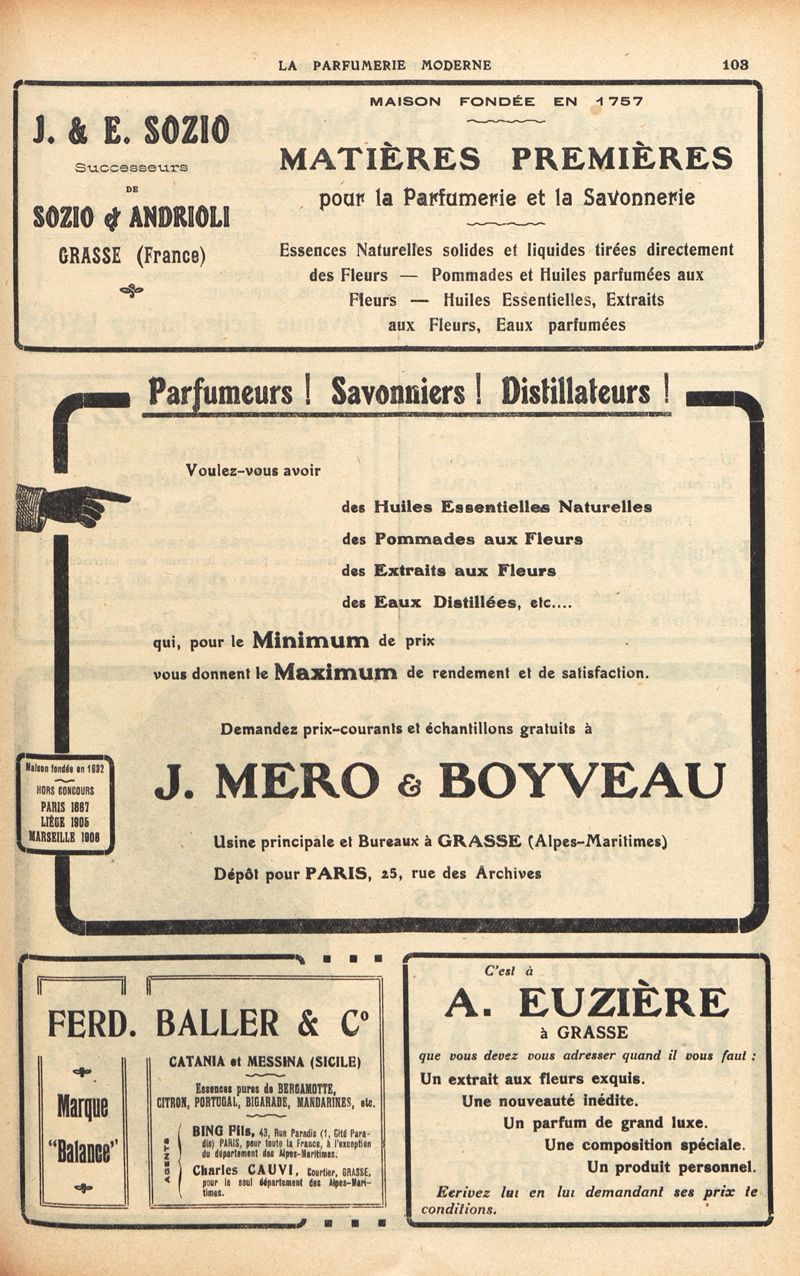 LA PARFUMERIE MODERNE 103
J. & E. SOZIO
Successeurs
DE
SOZIO & ANDRIOLI
GRASSE (France)
MAISON FONDÉE EN 1757
MATIÈRES PREMIÈRES
pour la Parfumerie et la Savonnerie
Essences Naturelles solides et liquides tirées directement
des Fleurs — Pommades et Huiles parfumées aux
Fleurs — Huiles Essentielles, Extraits
aux Fleurs, Eaux parfumées
Parfumeurs ! Savonniers ! Distillateurs !
Voulez-vous avoir
des Huiles Essentielles Naturelles
des Pommades aux Fleurs
des Extraits aux Fleurs
des Eaux Distillées, etc....
qui, pour le Minimum de prix
vous donnent le Maximum de rendement et de satisfaction.
Demandez prix-courants et échantillons gratuits à
J. MERO & BOYVEAU
Maison fondée en 1832
HORS CONCOURS
PARIS 1867
LIÈGE 1905
MARSEILLE 1906
Usine principale et Bureaux à GRASSE (Alpes-Maritimes)
Dépôt pour PARIS, 25, rue des Archives
FERD. BALLER & Cº
Marque
"Balance"
CATANIA et MESSINA (SICILE)
Essences pures de BERGAMOTTE,
CITRON, PORTUGAL, BIGARADE, MANDARINES, etc.
AGENTS
BING Fils, 43, Rue Paradis (1, Cité Para-
dis) PARIS, pour toute la France, à l'exception
du département des Alpes-Maritimes.
Charles CAUVI, Courtier, GRASSE,
pour le seul département des Alpes-Mari-
times.
C'est à
A. EUZIÈRE
à GRASSE
que vous devez vous adresser quand il vous faut :
Un extrait aux fleurs exquis.
Une nouveauté inédite.
Un parfum de grand luxe.
Une composition spéciale.
Un produit personnel.
Ecrivez lui en lui demandant ses prix te
conditions.